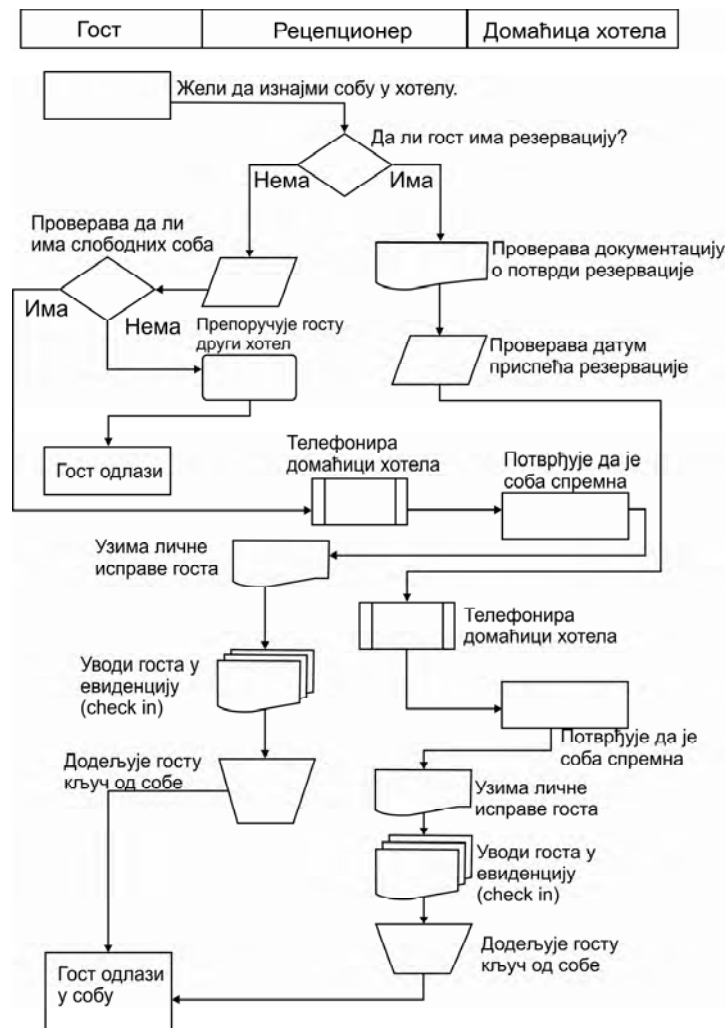 Гост
Рецепционер
Домаћица хотела
Жели да изнајми собу у хотелу.
Да ли гост има резервацију?
Нема
Има
Проверава да ли
има слободних соба
Проверава документацију
о потврди резервације
Има
Нема
Препоручује госту
други хотел
Проверава датум
приспећа резервације
Гост одлази
Телефонира
домаћици хотела
Потврђује да је
соба спремна
Узима личне
исправе госта
Телефонира
домаћици хотела
Уводи госта у
евиденцију
(check in)
Потврђује да је
соба спремна
Додељује госту
кључ од собе
Узима личне
исправе госта
Уводи госта у
евиденцију
(check in)
Додељује госту
кључ од собе
Гост одлази
у собу